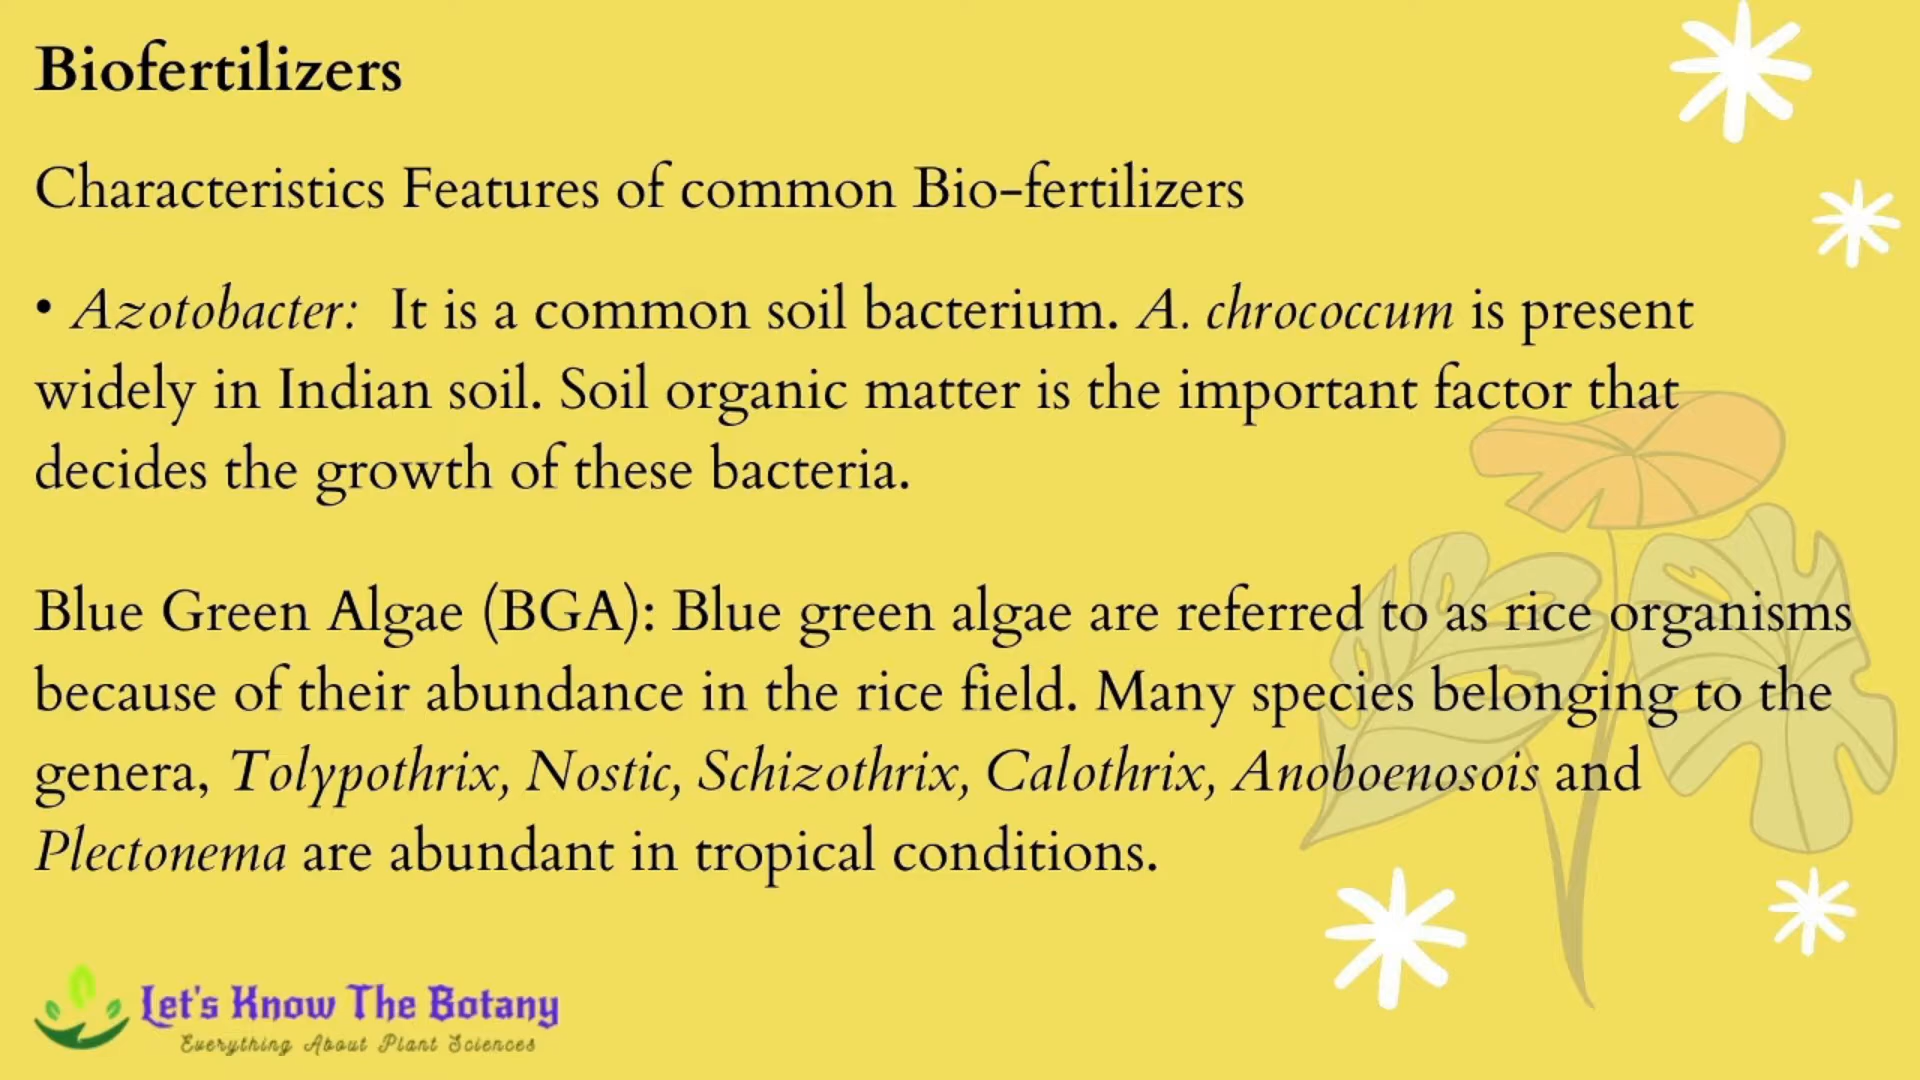 Biofertilizers
Characteristics Features of common Bio-fertilizers
• Azotobacter: It is a common soil bacterium. A. chrococcum is present
widely in Indian soil. Soil organic matter is the important factor that
decides the growth of these bacteria.
Blue Green Algae (BGA): Blue green algae are referred to as rice organisms
because of their abundance in the rice field. Many species belonging to the
genera, Tolypothrix, Nostic, Schizothrix, Calothrix, Anoboenosois and
Plectonema are abundant in tropical conditions.
Let's Know The Botany
Everything About Plant Sciences